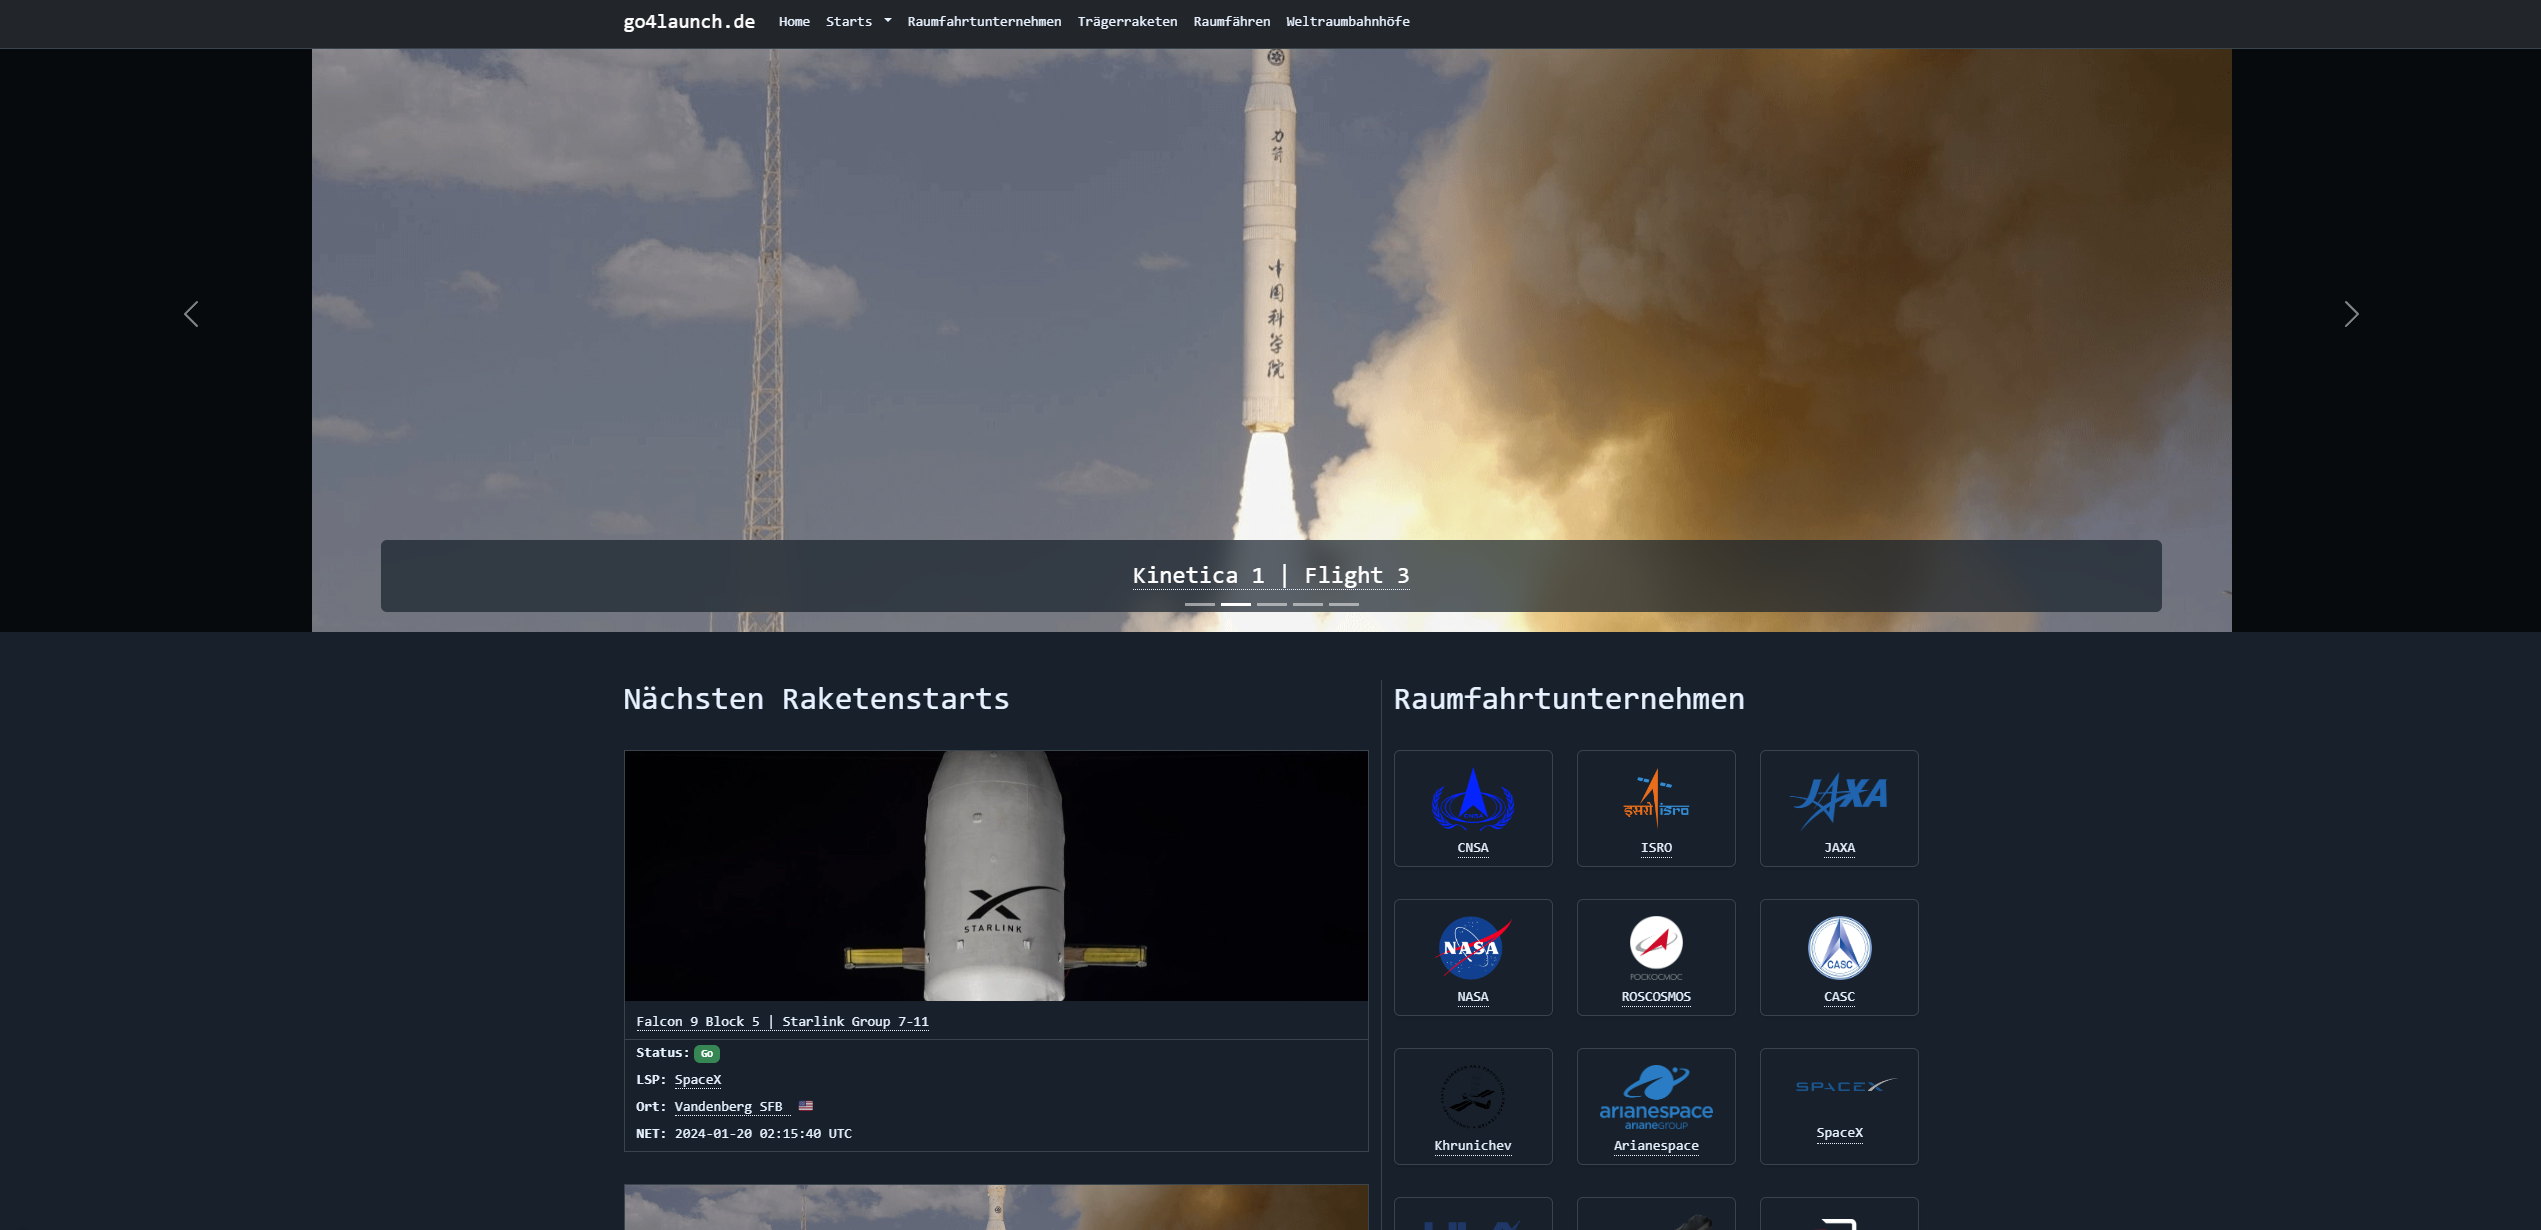 go4launch.de Home Starts Raumfahrtunternehmen Trägerraketen Raumfähren Weltraumbahnhöfe
力箭
中国科学院
Kinetica 1 | Flight 3
Nächsten Raketenstarts
STARLINK
Falcon 9 Block 5 | Starlink Group 7-11
Status: Go
LSP: SpaceX
Ort: Vandenberg SFB
NET: 2024-01-20 02:15:40 UTC
Raumfahrtunternehmen
CNSA
इसरो isro
ISRO
JAXA
JAXA
NASA
NASA
РОСКОСМОС
ROSCOSMOS
CASC
CASC
Khrunichev
arianespace
arianeGROUP
Arianespace
SPACEX
SpaceX